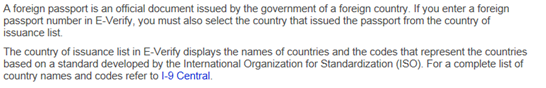 A foreign passport is an official document issued by the government of a foreign country. If you enter a foreign
passport number in E-Verify, you must also select the country that issued the passport from the country of
issuance list.
The country of issuance list in E-Verify displays the names of countries and the codes that represent the countries
based on a standard developed by the International Organization for Standardization (ISO). For a complete list of
country names and codes refer to I-9 Central.